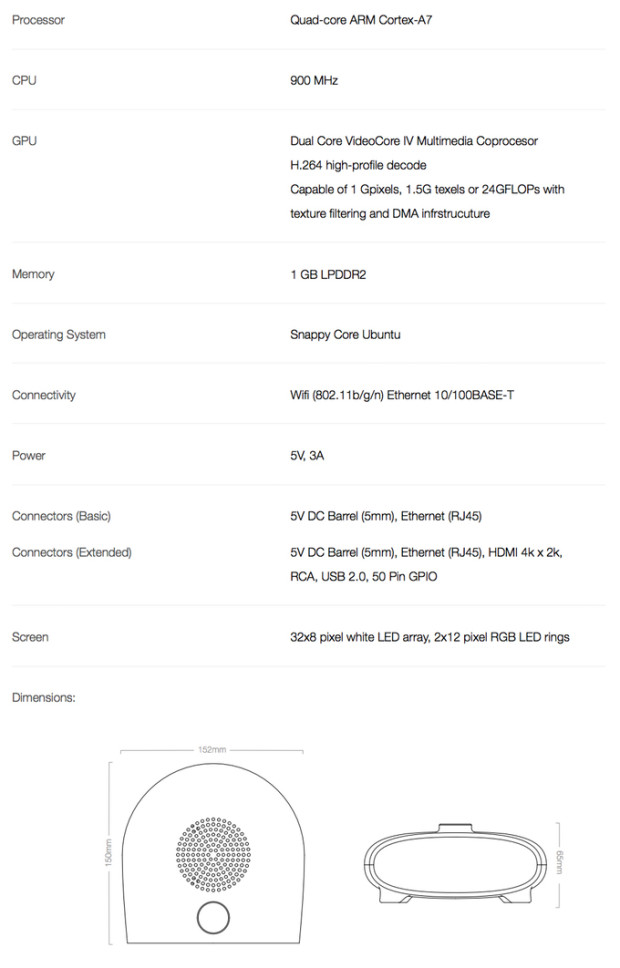 Processor Quad-core ARM Cortex-A7
CPU 900 MHz
GPU Dual Core VideoCore IV Multimedia Coprocesor
H.264 high-profile decode
Capable of 1 Gpixels, 1.5G texels or 24GFLOPs with
texture filtering and DMA infrstrucuture
Memory 1 GB LPDDR2
Operating System Snappy Core Ubuntu
Connectivity Wifi (802.11b/g/n) Ethernet 10/100BASE-T
Power 5V, 3A
Connectors (Basic) 5V DC Barrel (5mm), Ethernet (RJ45)
Connectors (Extended) 5V DC Barrel (5mm), Ethernet (RJ45), HDMI 4k x 2k,
RCA, USB 2.0, 50 Pin GPIO
Screen 32x8 pixel white LED array, 2x12 pixel RGB LED rings
Dimensions:
152mm
150mm
65mm